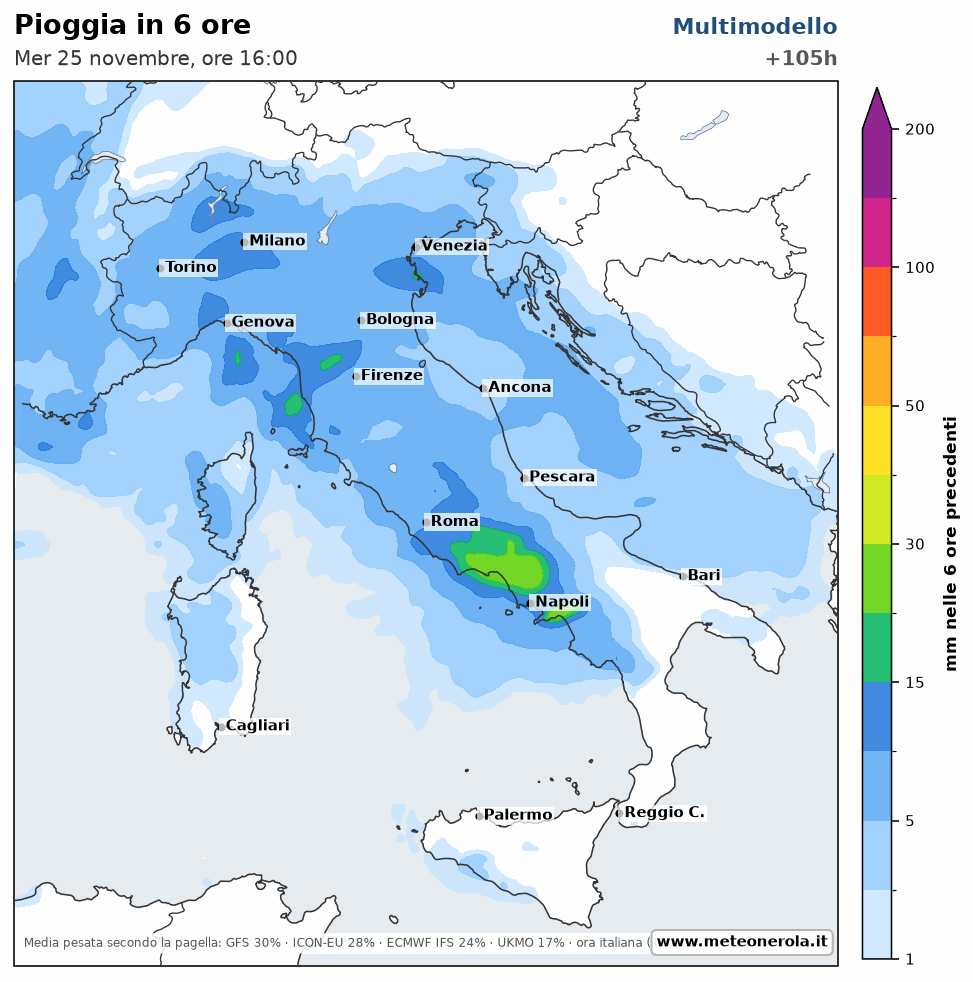 Pioggia in 6 ore
Multimodello
Mer 25 novembre, ore 16:00
+105h
Milano
Venezia
Torino
Genova
Bologna
Firenze
Ancona
Pescara
Roma
Bari
Napoli
Cagliari
Palermo
Reggio C.
200
100
50
30
15
5
1
mm nelle 6 ore precedenti
Media pesata secondo la pagella: GFS 30% · ICON-EU 28% · ECMWF IFS 24% · UKMO 17% · ora italiana (
www.meteonerola.it